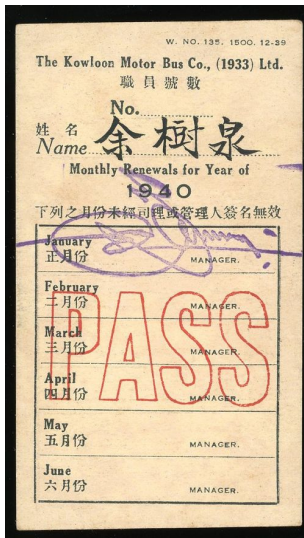 W. NO. 135. 1500. 12-39
The Kowloon Motor Bus Co., (1933) Ltd.
職員號數
No.
姓名
Name 余樹泉
Monthly Renewals for Year of
1940
下列之月份未經司理或管理人簽名無效
January
正月份 MANAGER.
February
二月份 MANAGER.
March
三月份 MANAGER.
April
四月份 MANAGER.
PASS
May
五月份 MANAGER.
June
六月份 MANAGER.